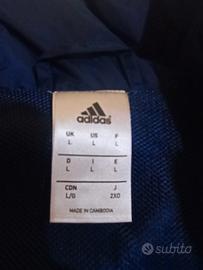 adidas
UK US F
L L L
D I E
L L L
CDN J
L/G 2XO
MADE IN CAMBODIA
subito